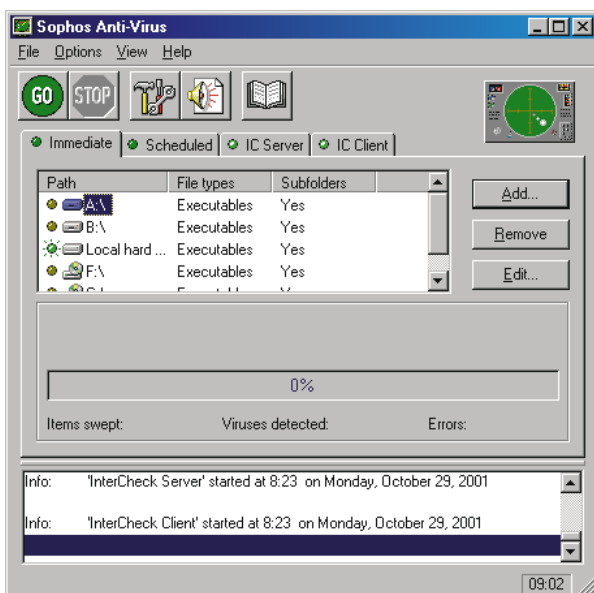 Sophos Anti-Virus
File Options View Help
GO STOP
Immediate Scheduled IC Server IC Client
Path File types Subfolders
A:\ Executables Yes
Add...
B:\ Executables Yes
Remove
Local hard ... Executables Yes
F:\ Executables Yes
Edit...
0%
Items swept: Viruses detected: Errors:
Info: 'InterCheck Server' started at 8:23 on Monday, October 29, 2001
Info: 'InterCheck Client' started at 8:23 on Monday, October 29, 2001
09:02